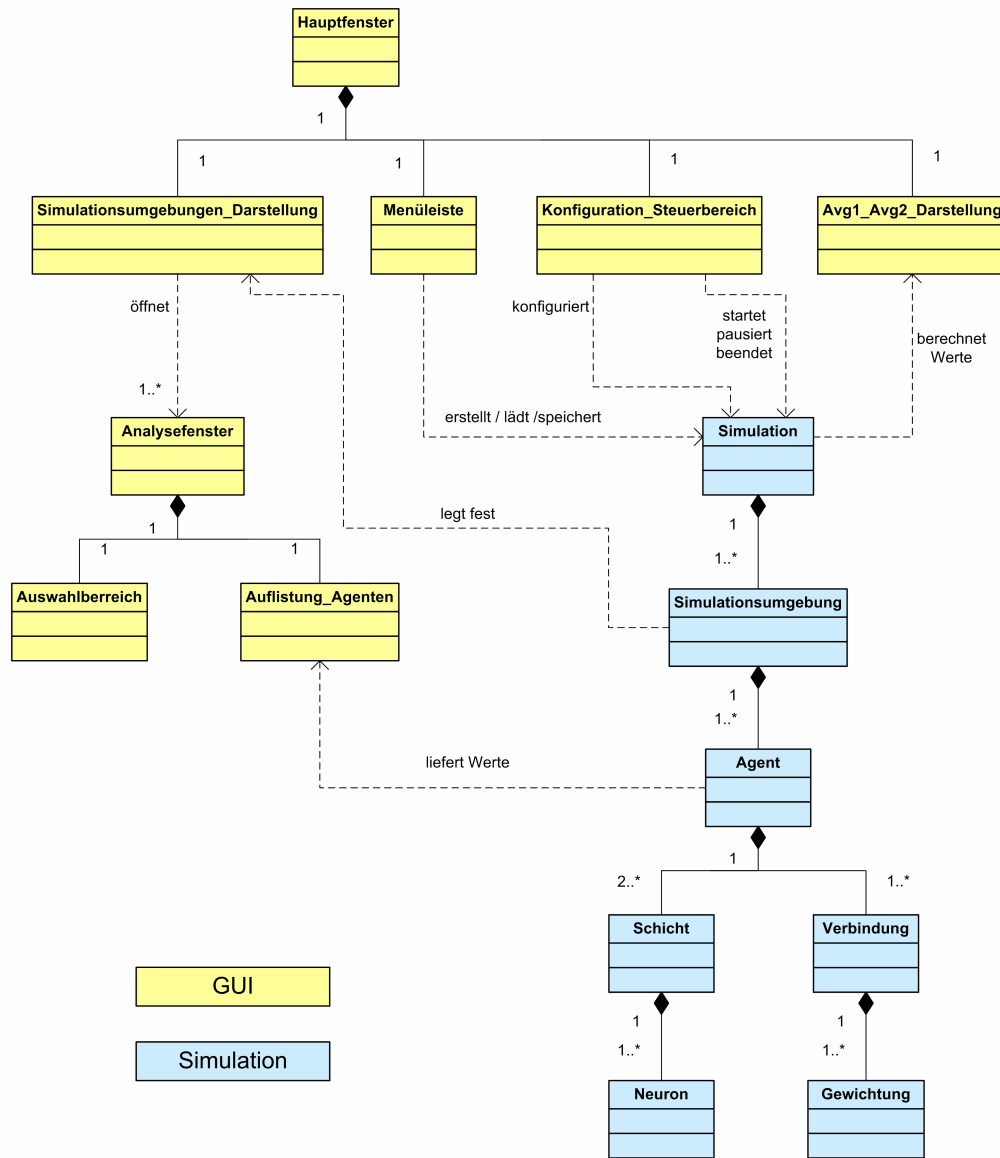 Hauptfenster
1
1
1
1
1
Simulationsumgebungen_Darstellung
Menüleiste
Konfiguration_Steuerbereich
Avg1_Avg2_Darstellung
öffnet
konfiguriert
startet
pausiert
beendet
berechnet
Werte
1..*
Analysefenster
erstellt / lädt /speichert
Simulation
1
1
1
legt fest
1
1..*
Auswahlberreich
Auflistung_Agenten
Simulationsumgebung
1
1..*
Agent
liefert Werte
1
2..*
1..*
Schicht
Verbindung
GUI
1
1
Simulation
1..*
1..*
Neuron
Gewichtung